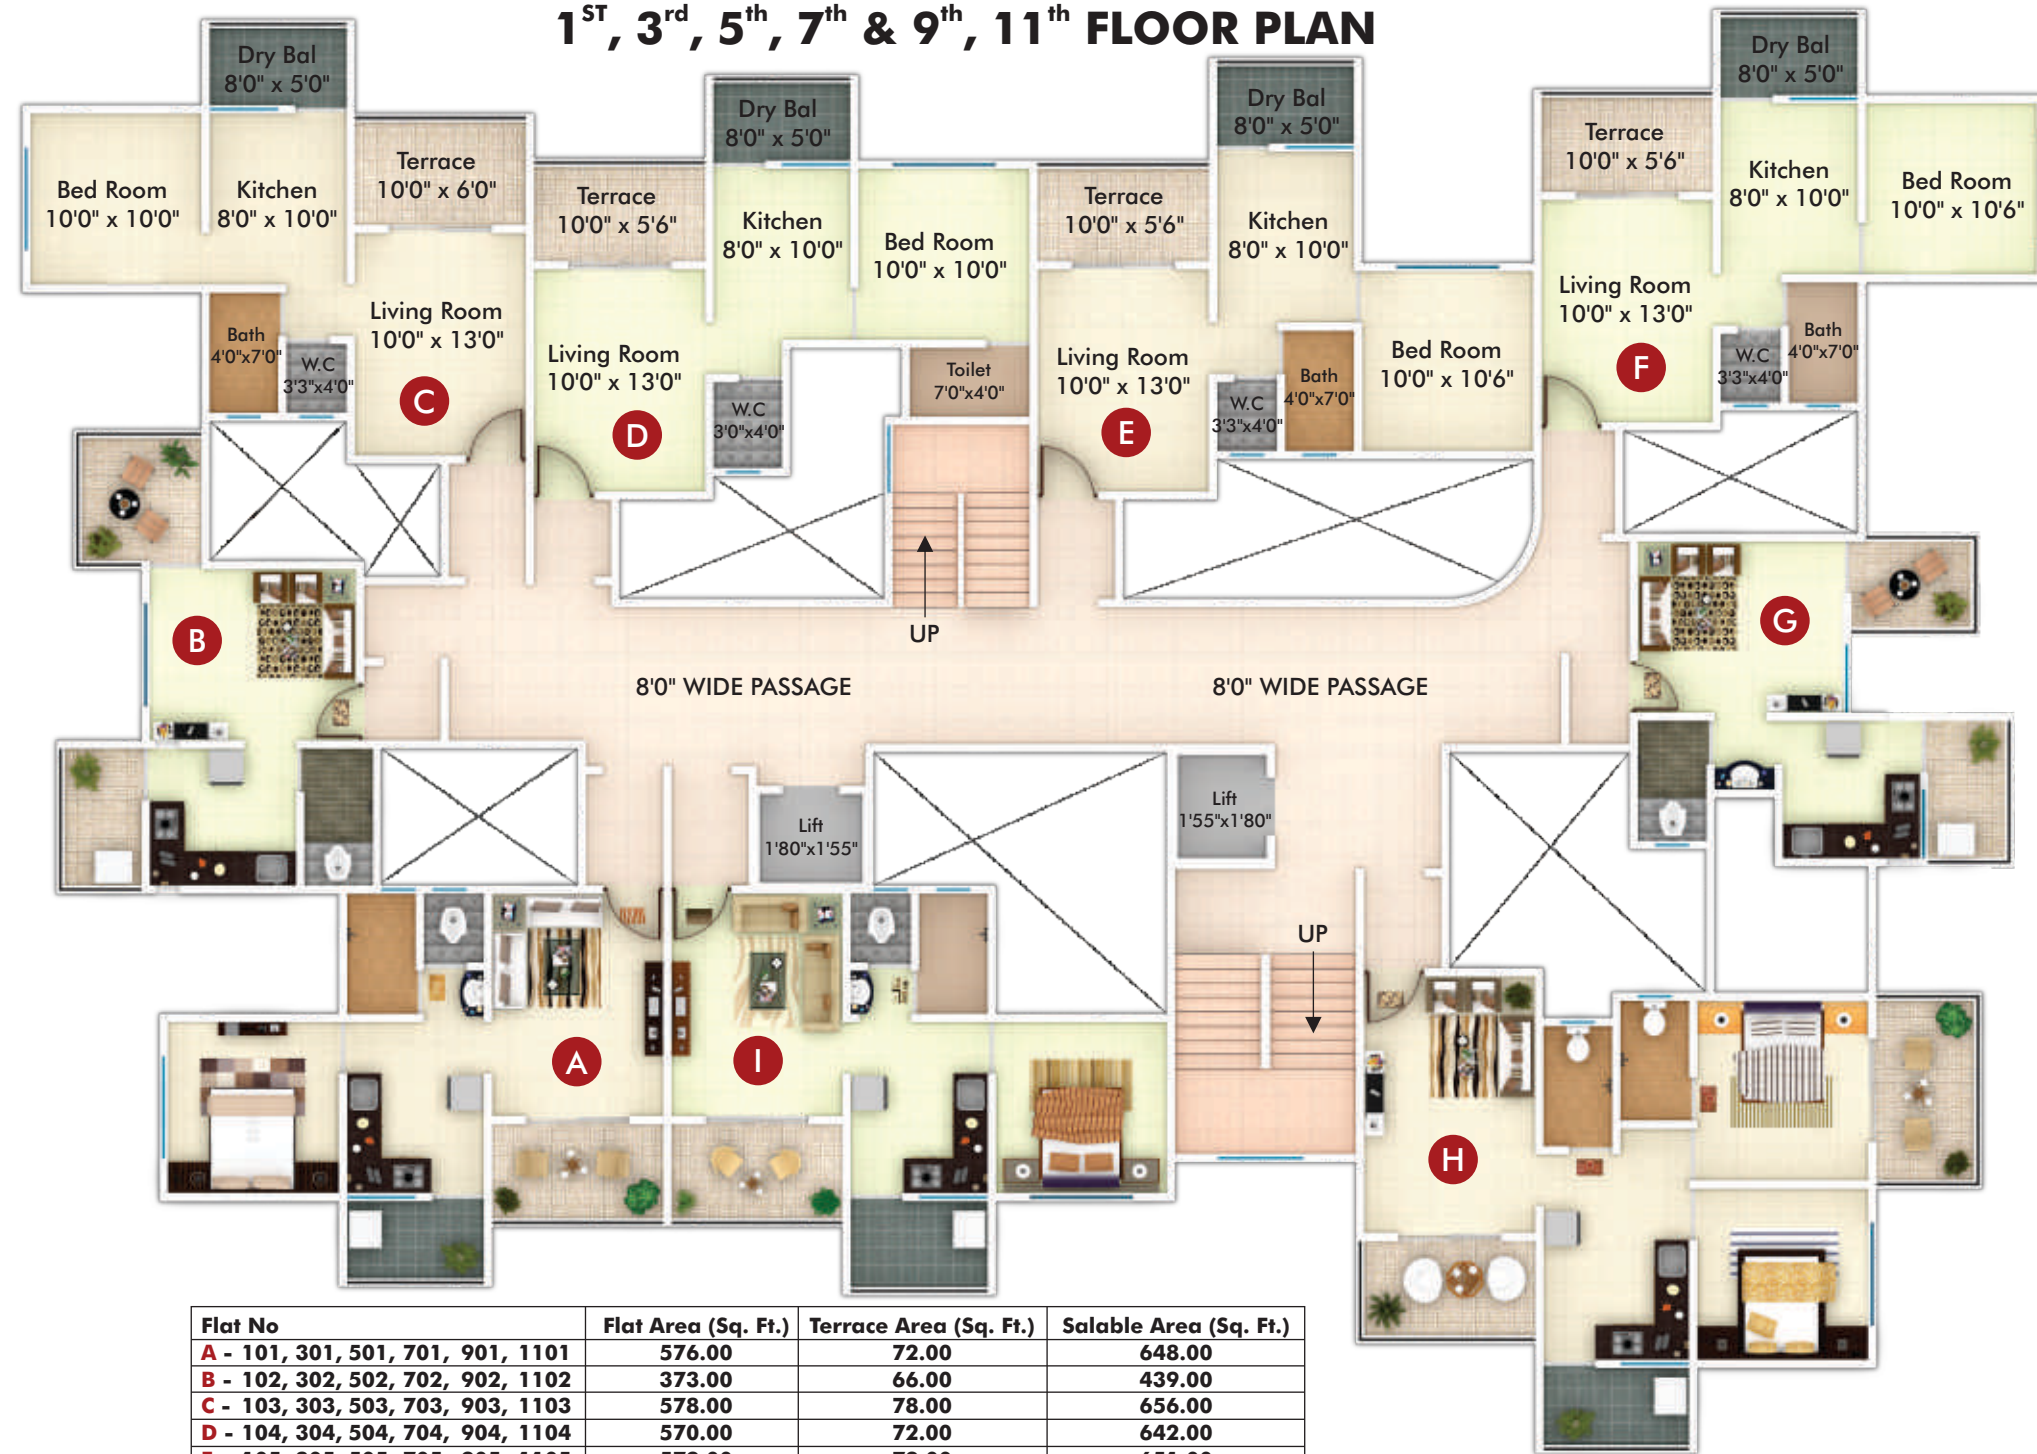 1ST, 3rd, 5th, 7th & 9th, 11th FLOOR PLAN
Dry Bal
8'0" x 5'0"
Bed Room
10'0" x 10'0"
Kitchen
8'0" x 10'0"
Terrace
10'0" x 6'0"
Living Room
10'0" x 13'0"
Bath
4'0"x7'0"
W.C
3'3"x4'0"
C
Dry Bal
8'0" x 5'0"
Terrace
10'0" x 5'6"
Kitchen
8'0" x 10'0"
Bed Room
10'0" x 10'0"
Living Room
10'0" x 13'0"
D
W.C
3'0"x4'0"
Toilet
7'0"x4'0"
Dry Bal
8'0" x 5'0"
Terrace
10'0" x 5'6"
Kitchen
8'0" x 10'0"
Living Room
10'0" x 13'0"
E
W.C
3'3"x4'0"
Bath
4'0"x7'0"
Bed Room
10'0" x 10'6"
Dry Bal
8'0" x 5'0"
Terrace
10'0" x 5'6"
Kitchen
8'0" x 10'0"
Bed Room
10'0" x 10'6"
Living Room
10'0" x 13'0"
F
W.C
3'3"x4'0"
Bath
4'0"x7'0"
B
UP
G
8'0" WIDE PASSAGE
8'0" WIDE PASSAGE
Lift
1'80"x1'55"
Lift
1'55"x1'80"
UP
A
I
H
Flat No Flat Area (Sq. Ft.) Terrace Area (Sq. Ft.) Salable Area (Sq. Ft.)
A - 101, 301, 501, 701, 901, 1101 576.00 72.00 648.00
B - 102, 302, 502, 702, 902, 1102 373.00 66.00 439.00
C - 103, 303, 503, 703, 903, 1103 578.00 78.00 656.00
D - 104, 304, 504, 704, 904, 1104 570.00 72.00 642.00